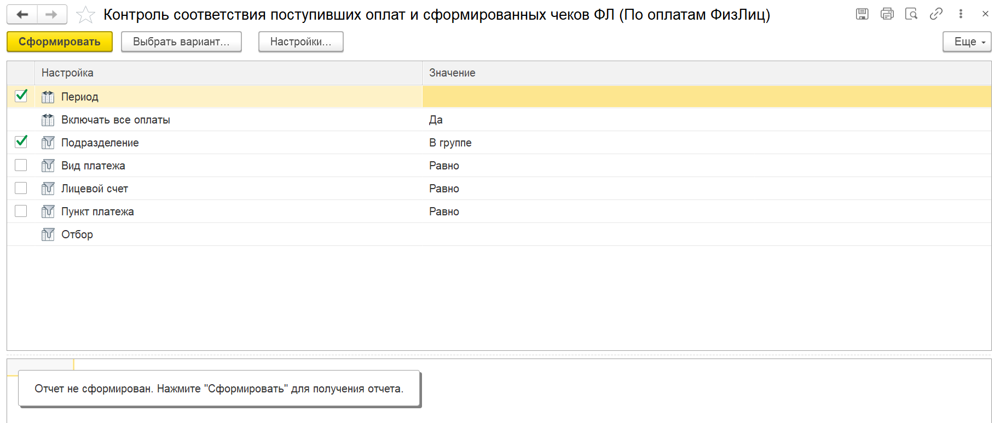 Контроль соответствия поступивших оплат и сформированных чеков ФЛ (По оплатам ФизЛиц)
Сформировать Выбрать вариант... Настройки... Еще
Настройка Значение
Период
Включать все оплаты Да
Подразделение В группе
Вид платежа Равно
Лицевой счет Равно
Пункт платежа Равно
Отбор
Отчет не сформирован. Нажмите "Сформировать" для получения отчета.